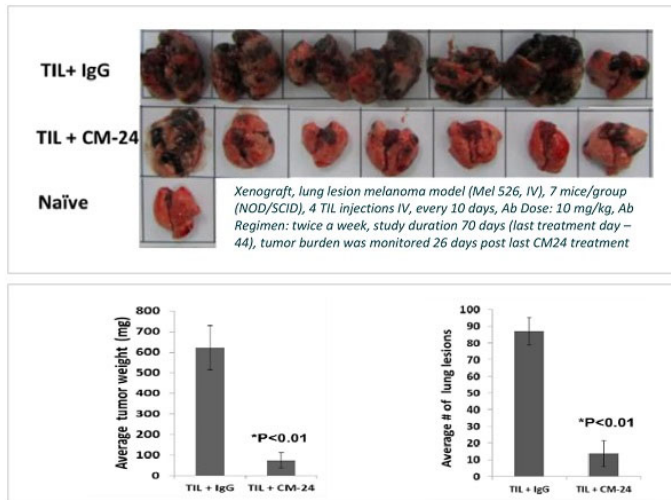 TIL+ IgG
TIL + CM-24
Naïve
Xenograft, lung lesion melanoma model (Mel 526, IV), 7 mice/group
(NOD/SCID), 4 TIL injections IV, every 10 days, Ab Dose: 10 mg/kg, Ab
Regimen: twice a week, study duration 70 days (last treatment day –
44), tumor burden was monitored 26 days post last CM24 treatment
Average tumor weight (mg)
800
700
600
500
400
300
200
100
0
*P<0.01
TIL + IgG
TIL + CM-24
Average # of lung lesions
100
90
80
70
60
50
40
30
20
10
0
*P<0.01
TIL + IgG
TIL + CM-24